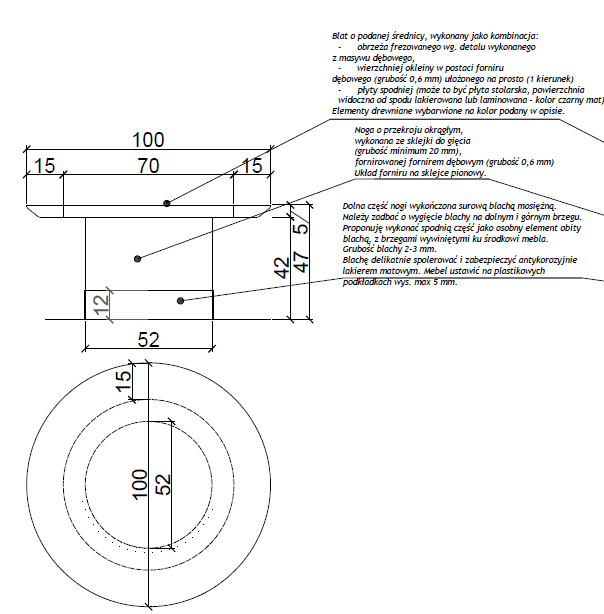 Blat o podanej średnicy, wykonany jako kombinacja:
- obrzeża frezowanego wg. detalu wykonanego
z masywu dębowego,
- wierzchniej okleiny w postaci forniru
dębowego (grubość 0,6 mm) ułożonego na prosto (1 kierunek)
- płyty spodniej (może to być płyta stolarska, powierzchnia
widoczna od spodu lakierowana lub laminowana - kolor czarny mat)
Elementy drewniane wybarwione na kolor podany w opisie.
Noga o przekroju okrągłym,
wykonana ze sklejki do gięcia
(grubość minimum 20 mm),
fornirowanej fornirem dębowym (grubość 0,6 mm)
Układ forniru na sklejce pionowy.
Dolna część nogi wykończona surową blachą mosiężną.
Należy zadbać o wygięcie blachy na dolnym i górnym brzegu.
Proponuję wykonać spodnią część jako osobny element obity
blachą, z brzegami wywiniętymi ku środkowi mebla.
Grubość blachy 2-3 mm.
Blachę delikatnie spolerować i zabezpieczyć antykorozyjnie
lakierem matowym. Mebel ustawić na plastikowych
podkładkach wys. max 5 mm.
100
15 70 15
5
42 47
12
52
15
100 52